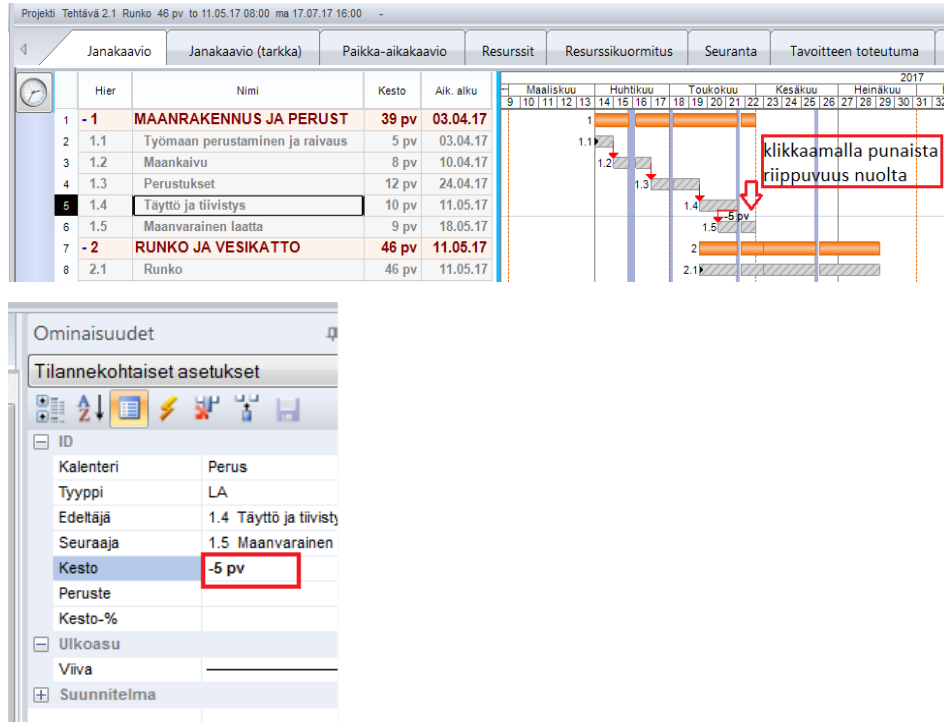 Projekti Tehtävä 2.1 Runko 46 pv to 11.05.17 08:00 ma 17.07.17 16:00 -
Janakaavio Janakaavio (tarkka) Paikka-aikakaavio Resurssit Resurssikuormitus Seuranta Tavoitteen toteutuma
2017
Hier Nimi Kesto Aik. alku Maaliskuu Huhtikuu Toukokuu Kesäkuu Heinäkuu
9 10 11 12 13 14 15 16 17 18 19 20 21 22 23 24 25 26 27 28 29 30 31 32
1 - 1 MAANRAKENNUS JA PERUST 39 pv 03.04.17 1
2 1.1 Työmaan perustaminen ja raivaus 5 pv 03.04.17 1.1
3 1.2 Maankaivu 8 pv 10.04.17 1.2
4 1.3 Perustukset 12 pv 24.04.17 1.3
klikkaamalla punaista
riippuvuus nuolta
5 1.4 Täyttö ja tiivistys 10 pv 11.05.17 1.4
-5 pv
6 1.5 Maanvarainen laatta 9 pv 18.05.17 1.5
7 - 2 RUNKO JA VESIKATTO 46 pv 11.05.17 2
8 2.1 Runko 46 pv 11.05.17 2.1
Ominaisuudet
Tilannekohtaiset asetukset
ID
Kalenteri Perus
Tyyppi LA
Edeltäjä 1.4 Täyttö ja tiivisty
Seuraaja 1.5 Maanvarainen
Kesto -5 pv
Peruste
Kesto-%
Ulkoasu
Viiva
Suunnitelma